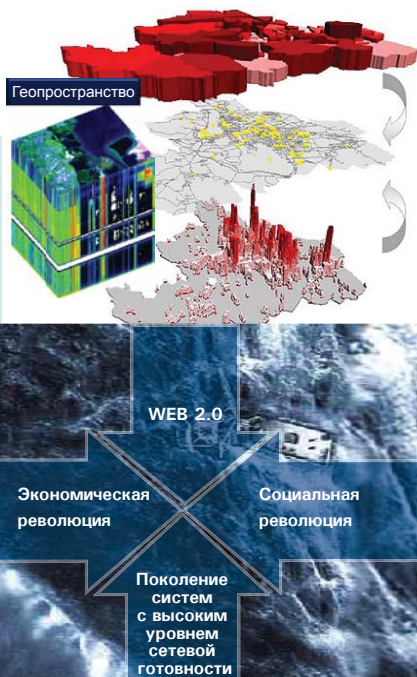 Геопространство
WEB 2.0
Экономическая
революция
Социальная
революция
Поколение
систем
с высоким
уровнем
сетевой
готовности